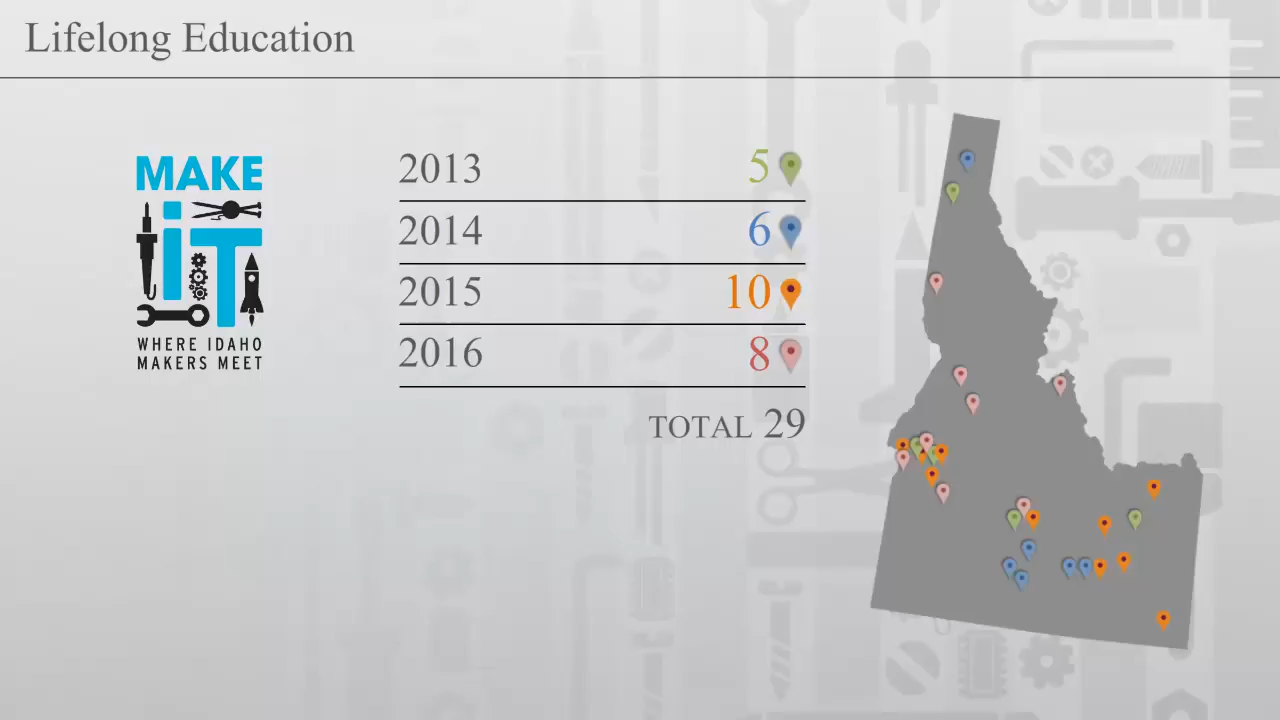 Lifelong Education
MAKE
iT
WHERE IDAHO
MAKERS MEET
2013 5
2014 6
2015 10
2016 8
TOTAL 29